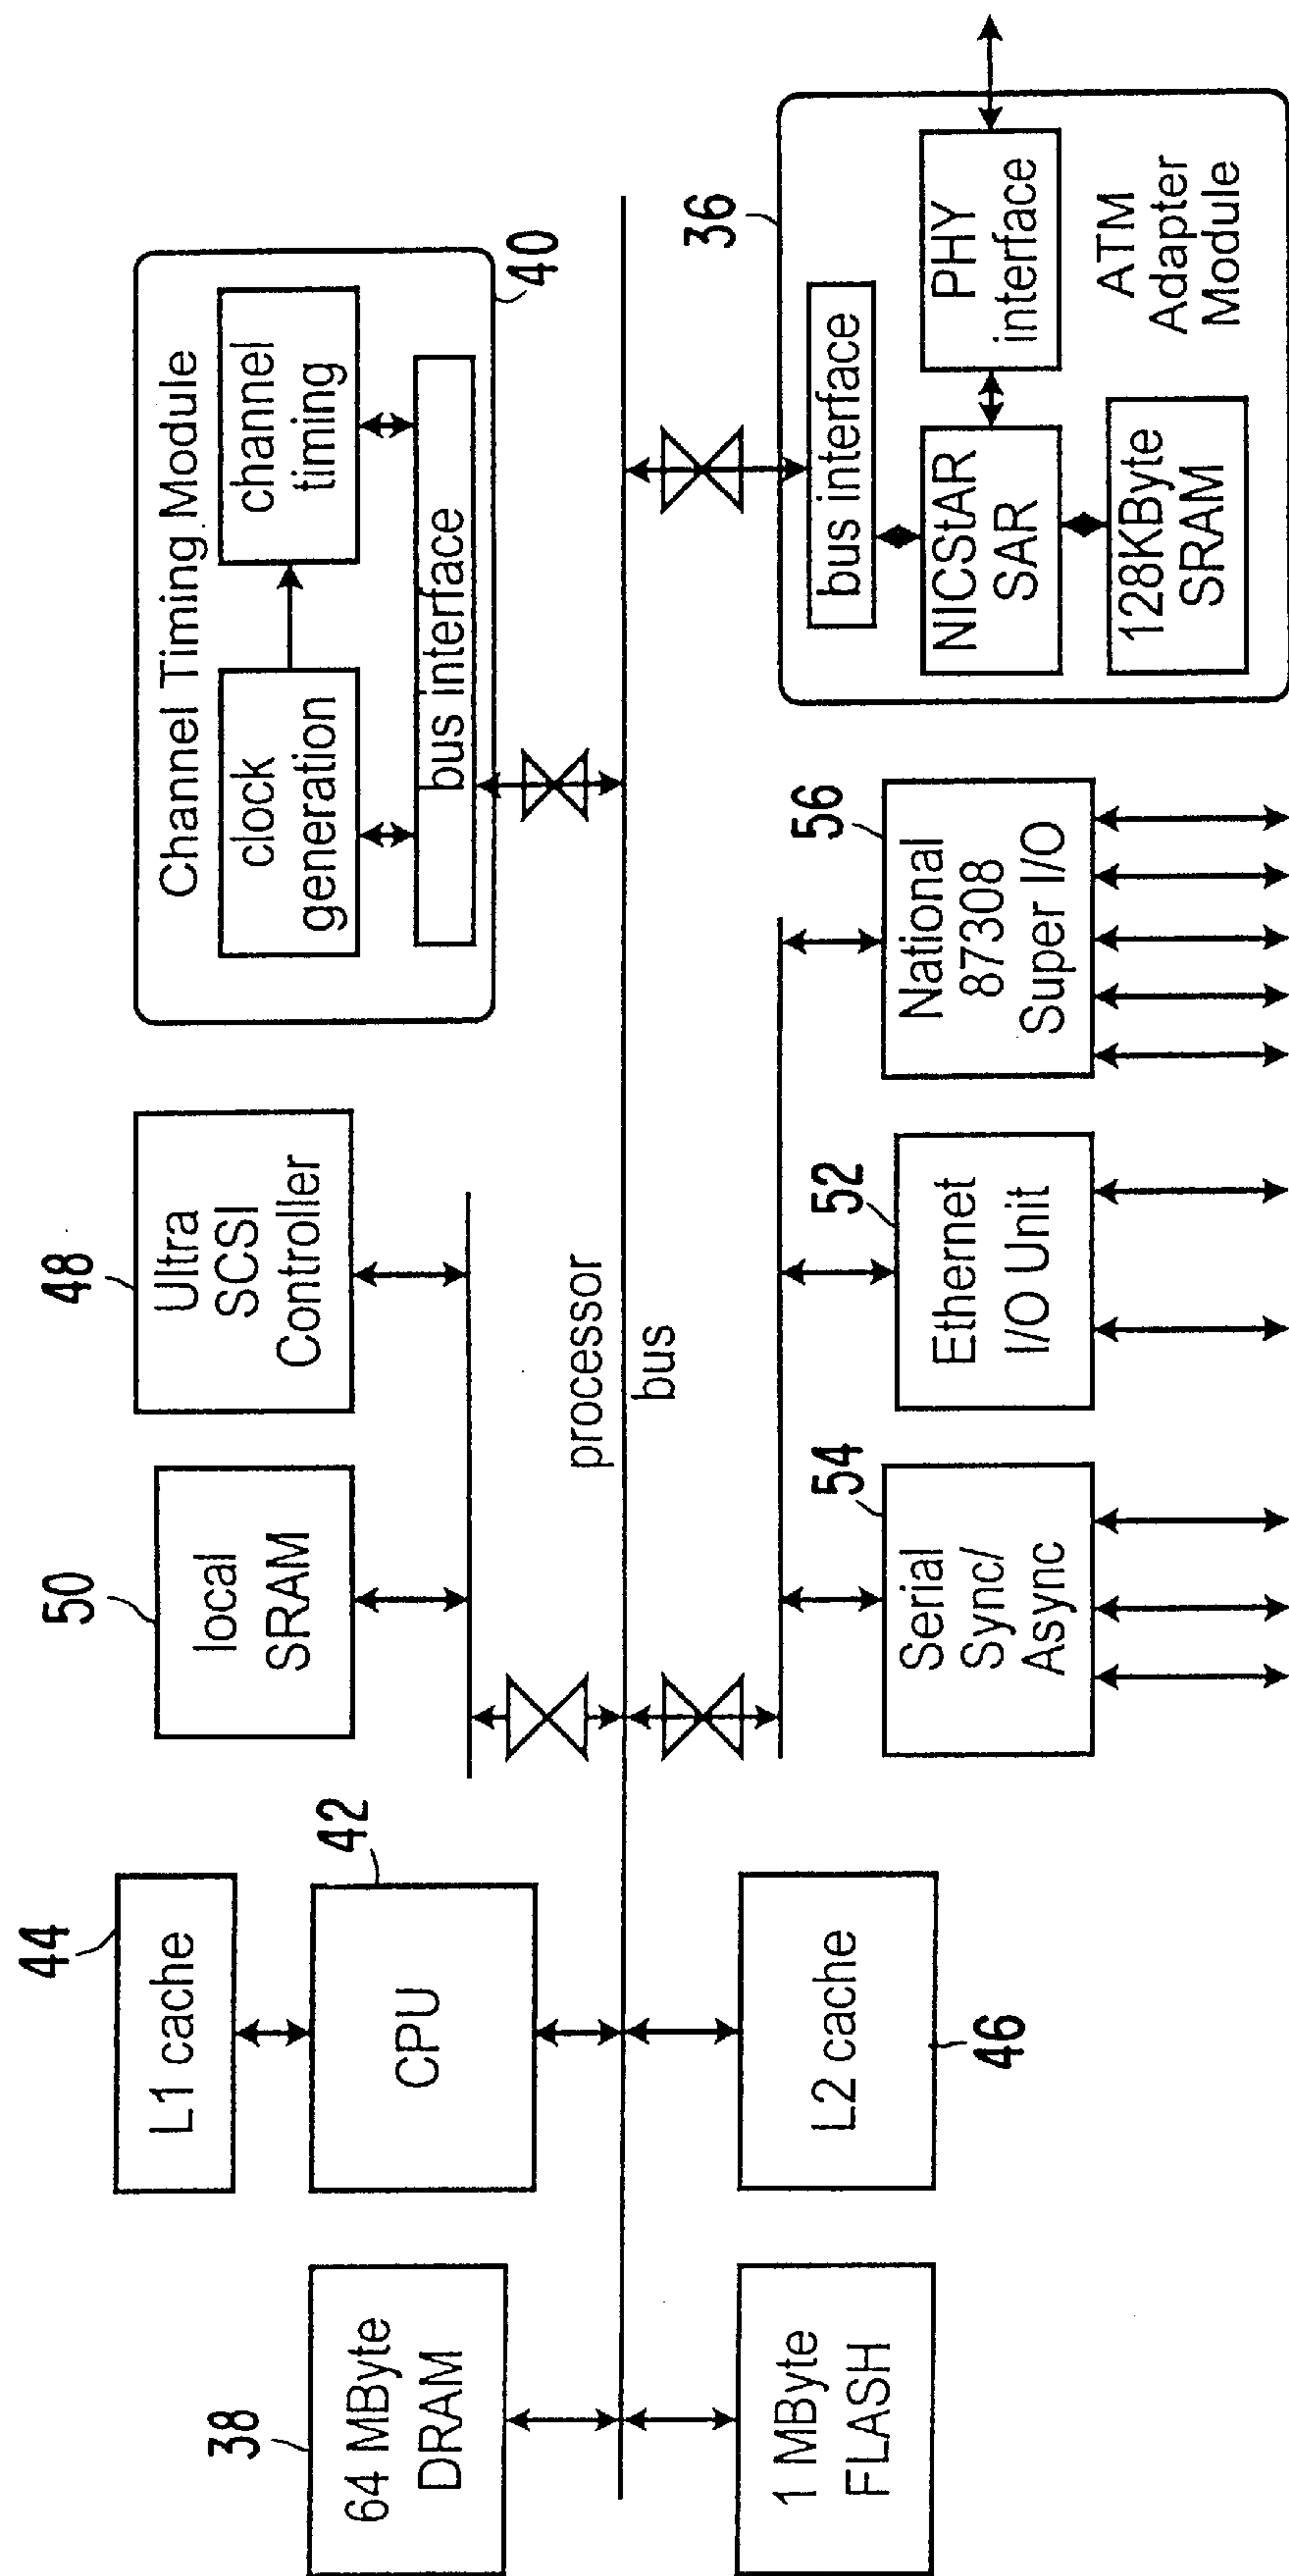 44
L1 cache
42
CPU
38
64 MByte
DRAM
50
local
SRAM
48
Ultra
SCSI
Controller
Channel Timing Module
clock
generation
channel
timing
bus interface
40
processor
bus
1 MByte
FLASH
L2 cache
46
54
Serial
Sync/
Async
52
Ethernet
I/O Unit
56
National
87308
Super I/O
36
bus interface
NICStAR
SAR
PHY
interface
128KByte
SRAM
ATM
Adapter
Module